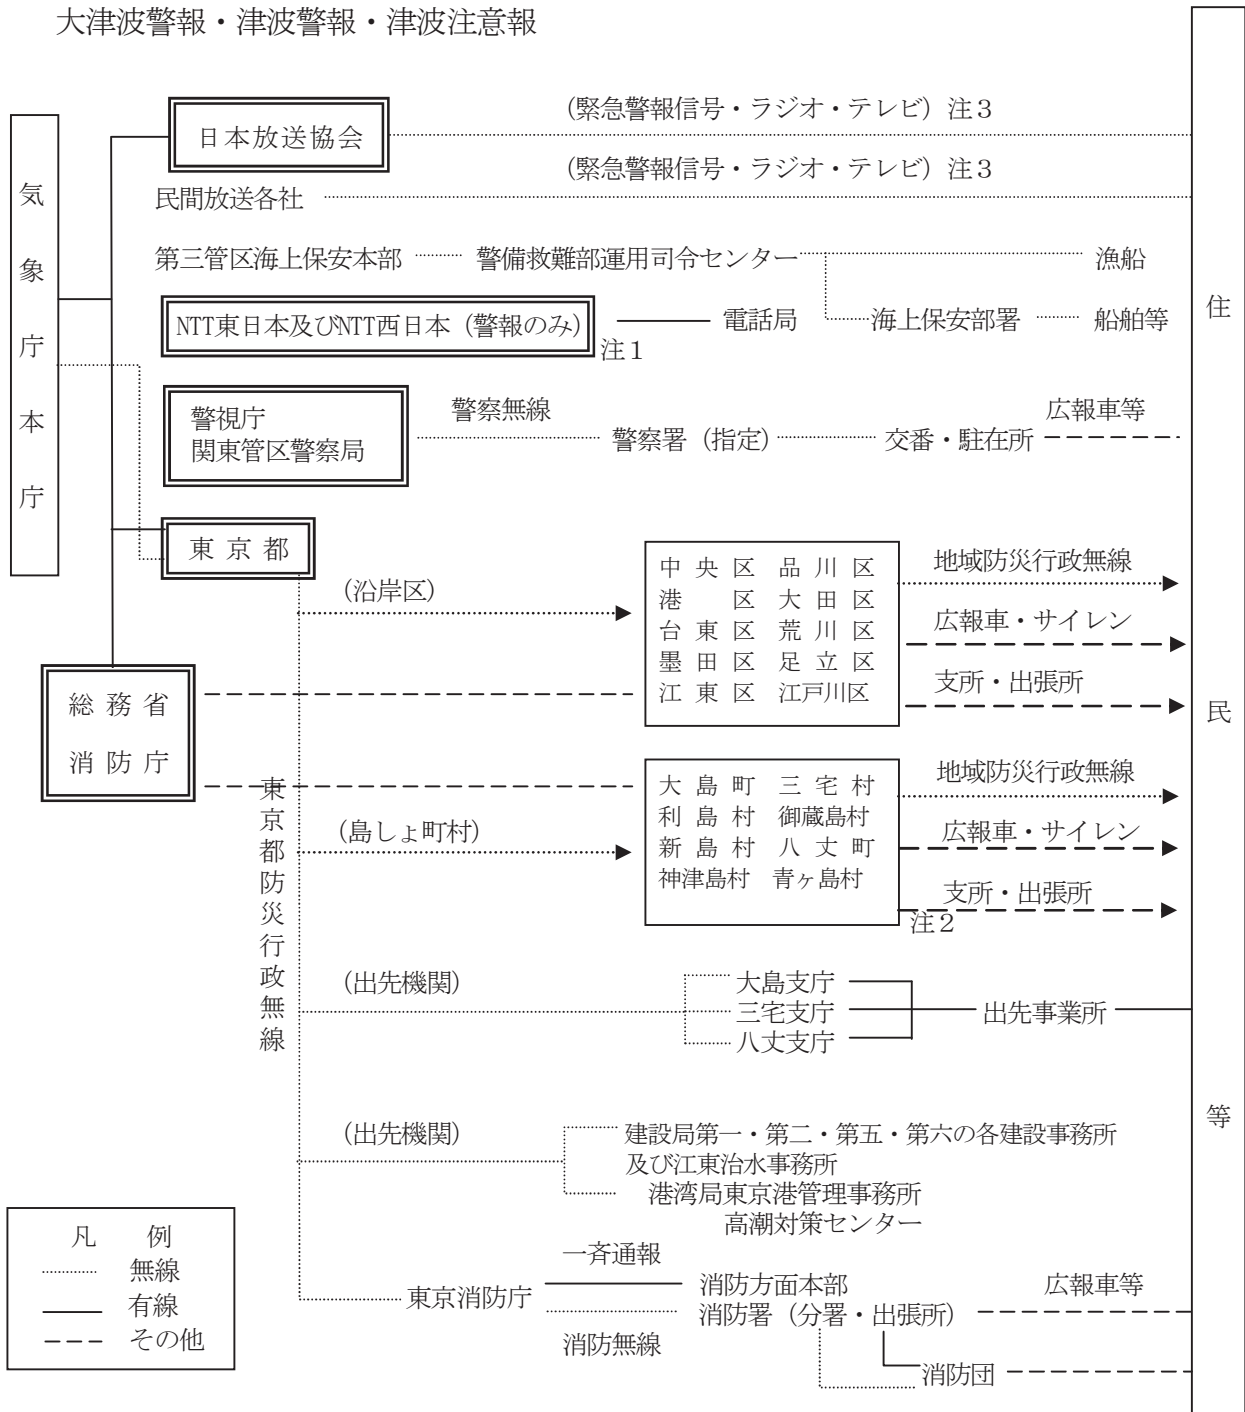 大津波警報・津波警報・津波注意報
気象庁本庁
日本放送協会
(緊急警報信号・ラジオ・テレビ)注3
民間放送各社
(緊急警報信号・ラジオ・テレビ)注3
第三管区海上保安本部
警備救難部運用司令センター
漁船
NTT東日本及びNTT西日本(警報のみ)
注1
電話局
海上保安部署
船舶等
警視庁
関東管区警察局
警察無線
警察署(指定)
交番・駐在所
広報車等
東京都
(沿岸区)
中央区 品川区
港 区 大田区
台東区 荒川区
墨田区 足立区
江東区 江戸川区
地域防災行政無線
広報車・サイレン
支所・出張所
総務省
消防庁
東京都防災行政無線
(島しょ町村)
大島町 三宅村
利島村 御蔵島村
新島村 八丈町
神津島村 青ヶ島村
注2
地域防災行政無線
広報車・サイレン
支所・出張所
(出先機関)
大島支庁
三宅支庁
八丈支庁
出先事業所
(出先機関)
建設局第一・第二・第五・第六の各建設事務所
及び江東治水事務所
港湾局東京港管理事務所
高潮対策センター
東京消防庁
一斉通報
消防無線
消防方面本部
消防署(分署・出張所)
広報車等
消防団
住民等
凡 例
無線
有線
その他